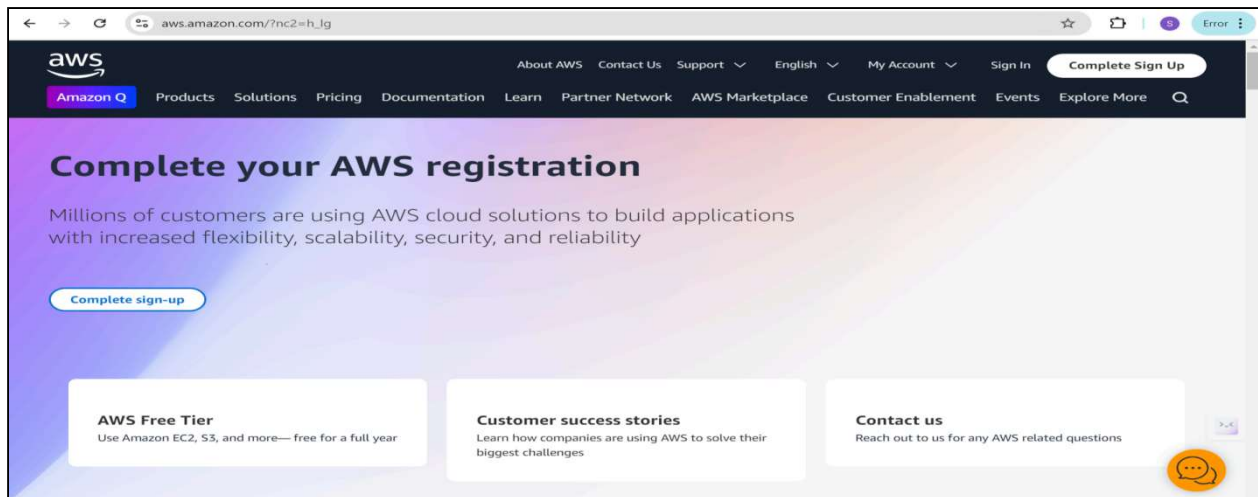 aws.amazon.com/?nc2=h_lg
S
Error
aws
About AWS Contact Us Support English My Account Sign In Complete Sign Up
Amazon Q Products Solutions Pricing Documentation Learn Partner Network AWS Marketplace Customer Enablement Events Explore More
Complete your AWS registration
Millions of customers are using AWS cloud solutions to build applications
with increased flexibility, scalability, security, and reliability
Complete sign-up
AWS Free Tier
Use Amazon EC2, S3, and more— free for a full year
Customer success stories
Learn how companies are using AWS to solve their
biggest challenges
Contact us
Reach out to us for any AWS related questions